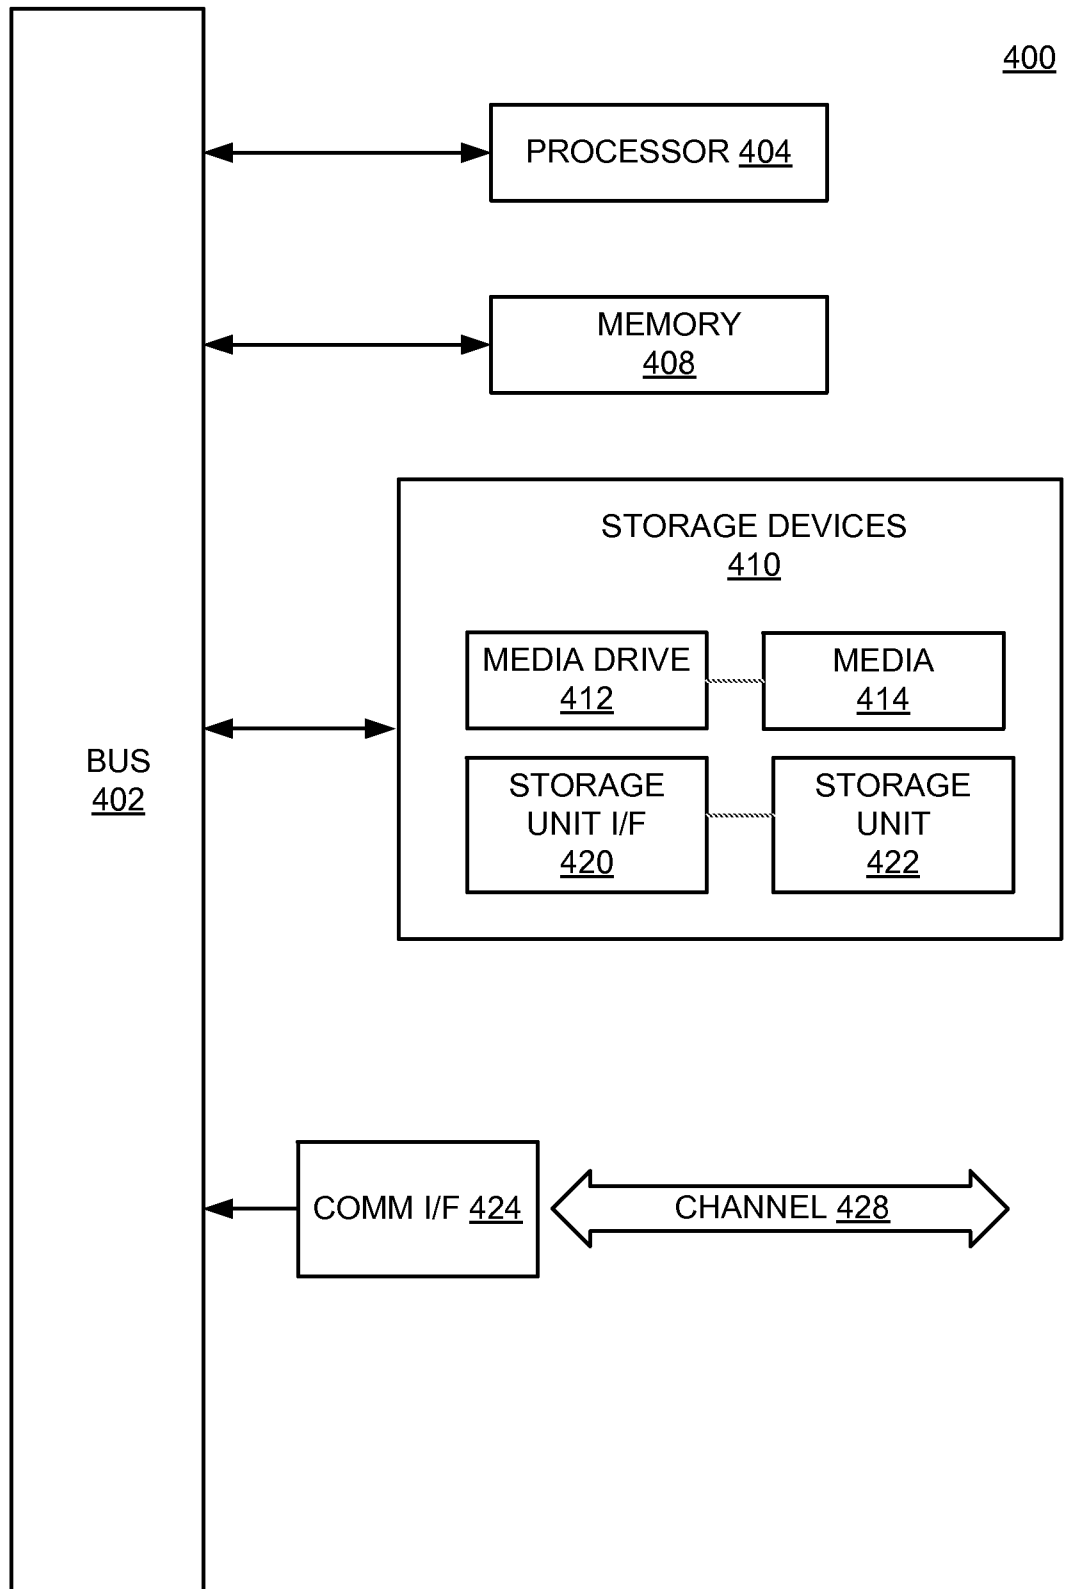 400
PROCESSOR 404
MEMORY
408
STORAGE DEVICES
410
MEDIA DRIVE
412
MEDIA
414
BUS
402
STORAGE
UNIT I/F
420
STORAGE
UNIT
422
COMM I/F 424
CHANNEL 428